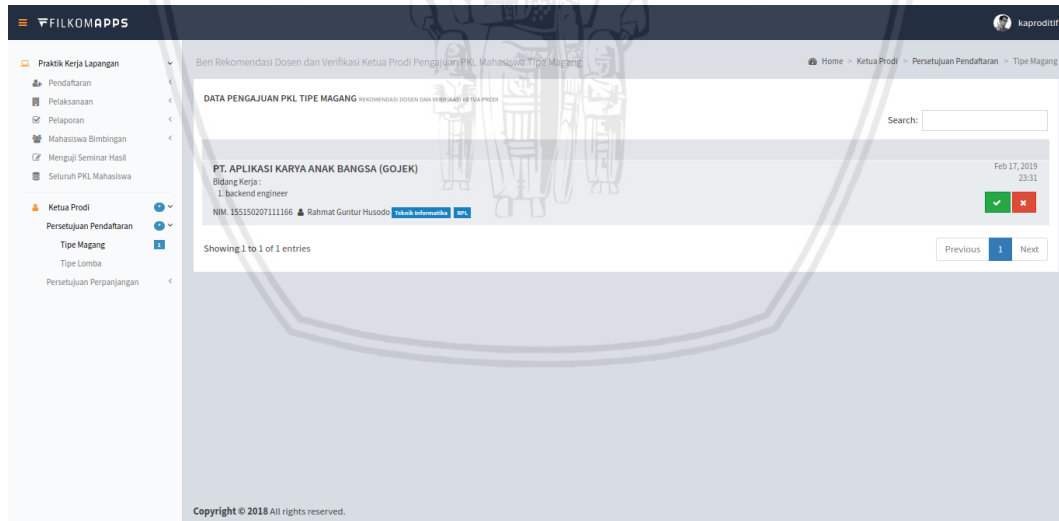 FILKOMAPPS
kaproditif
Praktik Kerja Lapangan
Pendaftaran
Pelaksanaan
Pelaporan
Mahasiswa Bimbingan
Menguji Seminar Hasil
Seluruh PKL Mahasiswa
Ketua Prodi
Persetujuan Pendaftaran
Tipe Magang 1
Tipe Lomba
Persetujuan Perpanjangan
Beri Rekomendasi Dosen dan Verifikasi Ketua Prodi Pengajuan PKL Mahasiswa Tipe Magang
Home > Ketua Prodi > Persetujuan Pendaftaran > Tipe Magang
DATA PENGAJUAN PKL TIPE MAGANG REKOMENDASI DOSEN DAN VERIFIKASI KETUA PRODI
Search:
PT. APLIKASI KARYA ANAK BANGSA (GOJEK)
Feb 17, 2019
23:31
Bidang Kerja :
1. backend engineer
NIM. 155150207111166 Rahmat Guntur Husodo Teknik Informatika RPL
Showing 1 to 1 of 1 entries
Previous 1 Next
Copyright © 2018 All rights reserved.